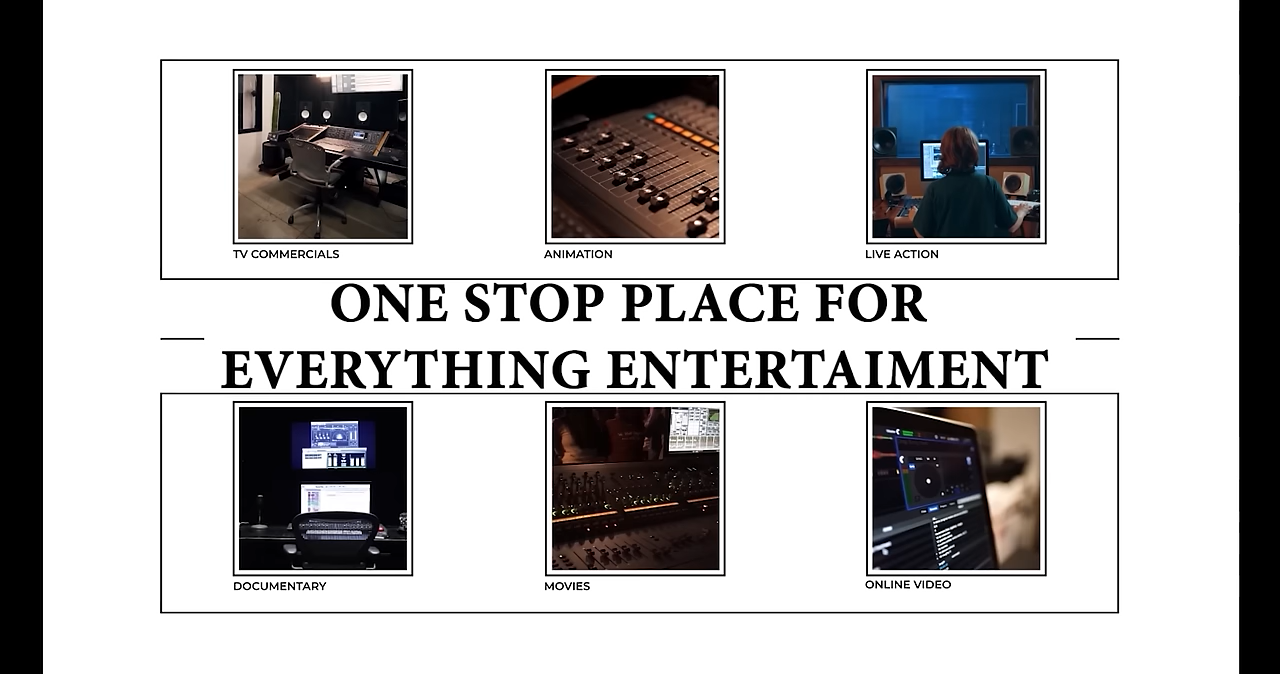 TV COMMERCIALS
ANIMATION
LIVE ACTION
ONE STOP PLACE FOR
EVERYTHING ENTERTAIMENT
DOCUMENTARY
MOVIES
ONLINE VIDEO